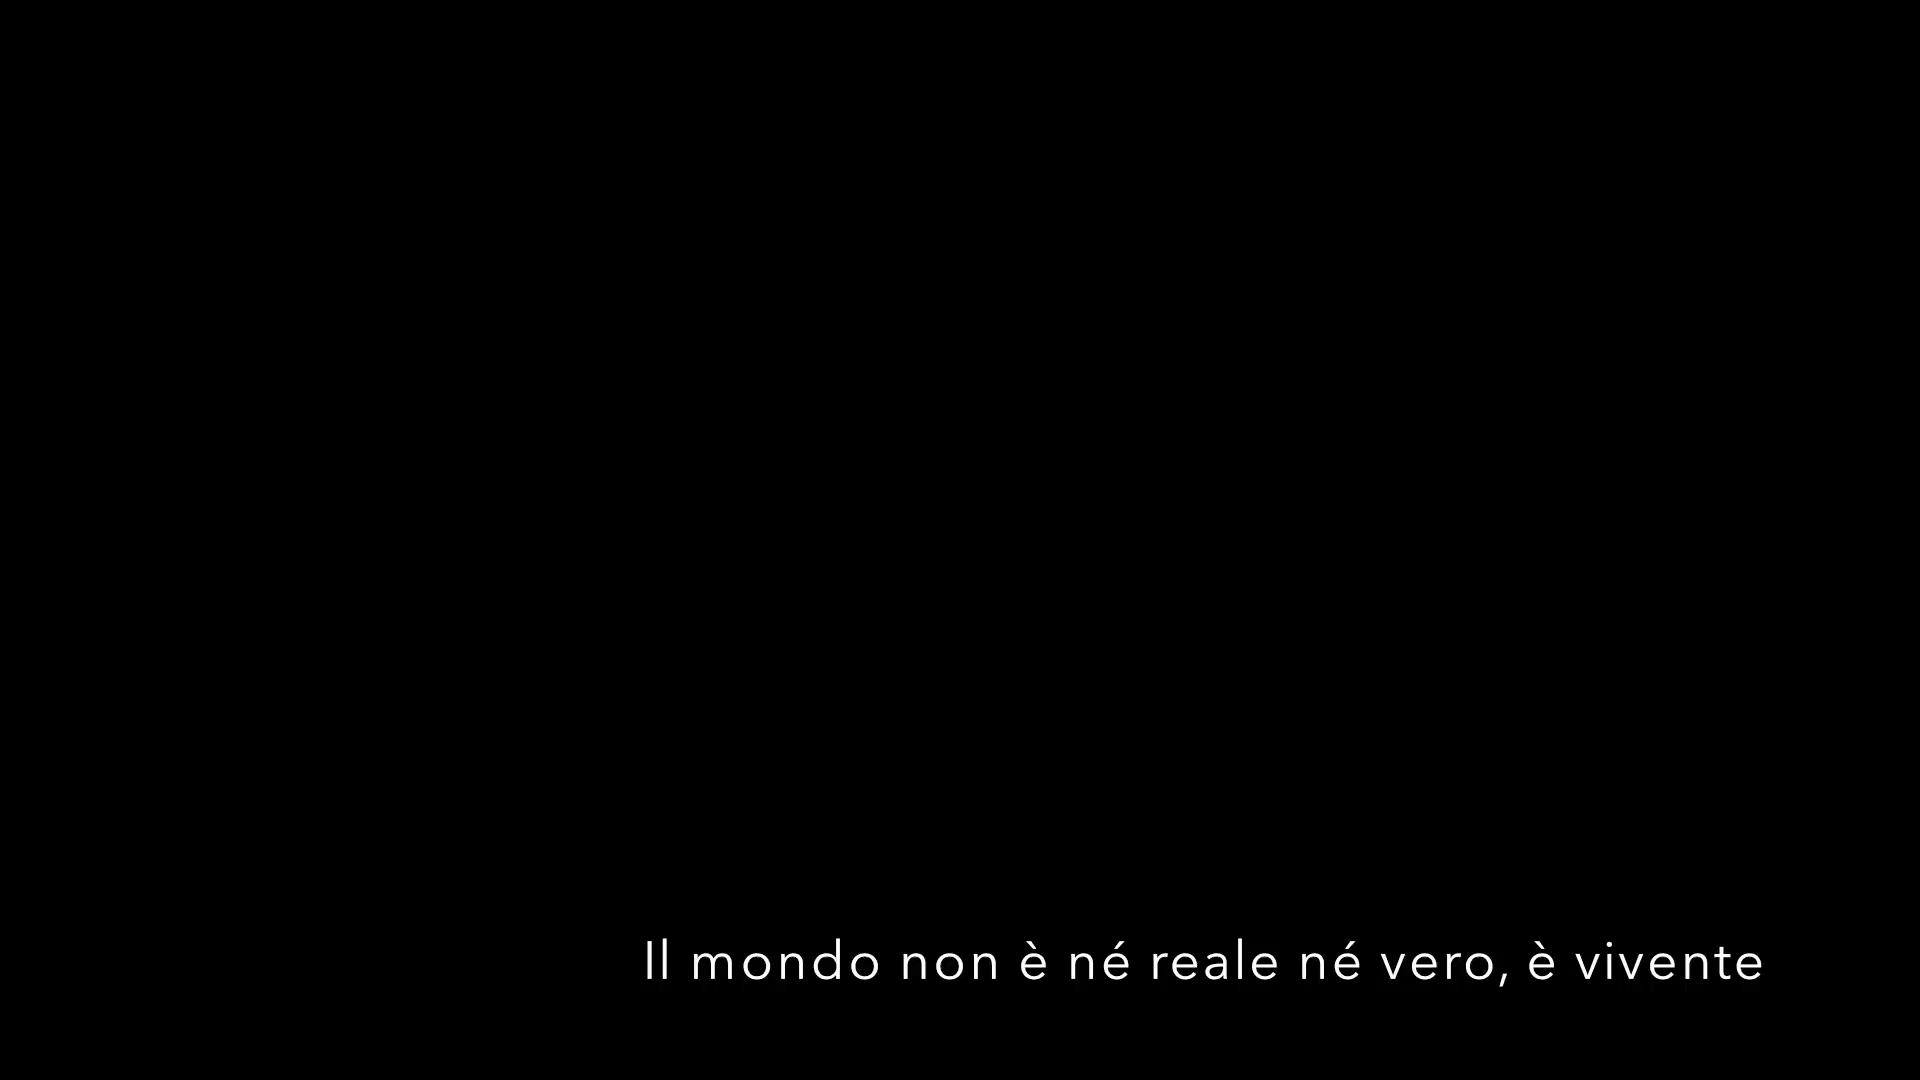 Il mondo non è né reale né vero, è vivente